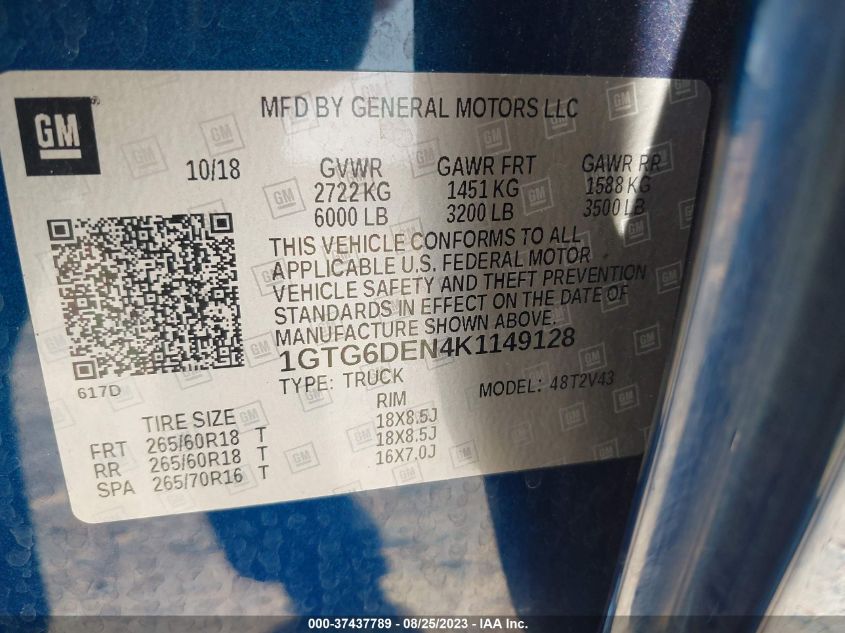 GM
MFD BY GENERAL MOTORS LLC
10/18 GVWR GAWR FRT GAWR RR
2722 KG 1451 KG 1588 KG
6000 LB 3200 LB 3500 LB
THIS VEHICLE CONFORMS TO ALL
APPLICABLE U.S. FEDERAL MOTOR
VEHICLE SAFETY AND THEFT PREVENTION
STANDARDS IN EFFECT ON THE DATE OF
MANUFACTURE SHOWN ABOVE.
1GTG6DEN4K1149128
617D
TYPE: TRUCK MODEL: 48T2V43
TIRE SIZE RIM
FRT 265/60R18 T 18X8.5J
RR 265/60R18 T 18X8.5J
SPA 265/70R16 T 16X7.0J
000-37437789 - 08/25/2023 - IAA Inc.